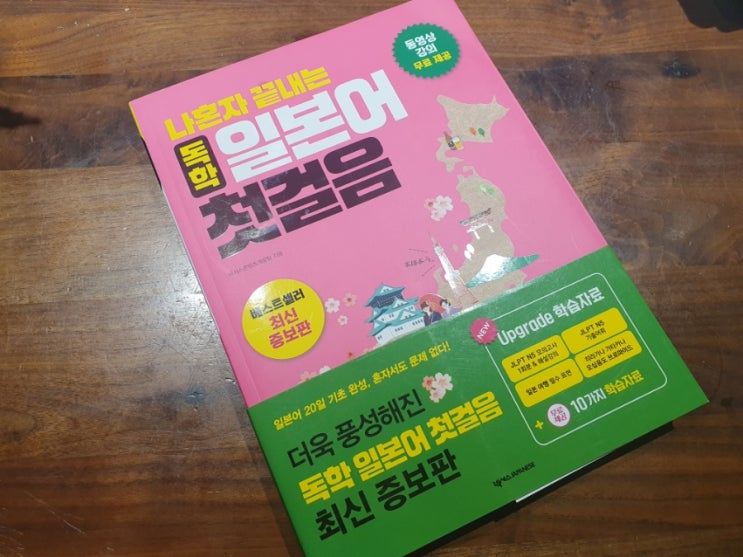 동영상
강의
무료 제공
나혼자 끝내는
독학
일본어
첫걸음
베스트셀러
최신
증보판
일본어 20일 기초 완성, 혼자서도 문제 없다!
더욱 풍성해진
독학 일본어 첫걸음
최신 증보판
NEW
Upgrade 학습자료
JLPT N5 모의고사
1회분 & 해설강의
JLPT N5
기출어휘
일본 여행 필수 표현
히라가나 가타카나
오십음도 브로마이드
+ 무료 제공 10가지 학습자료